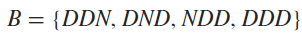 B = {DDN, DND, NDD, DDD}